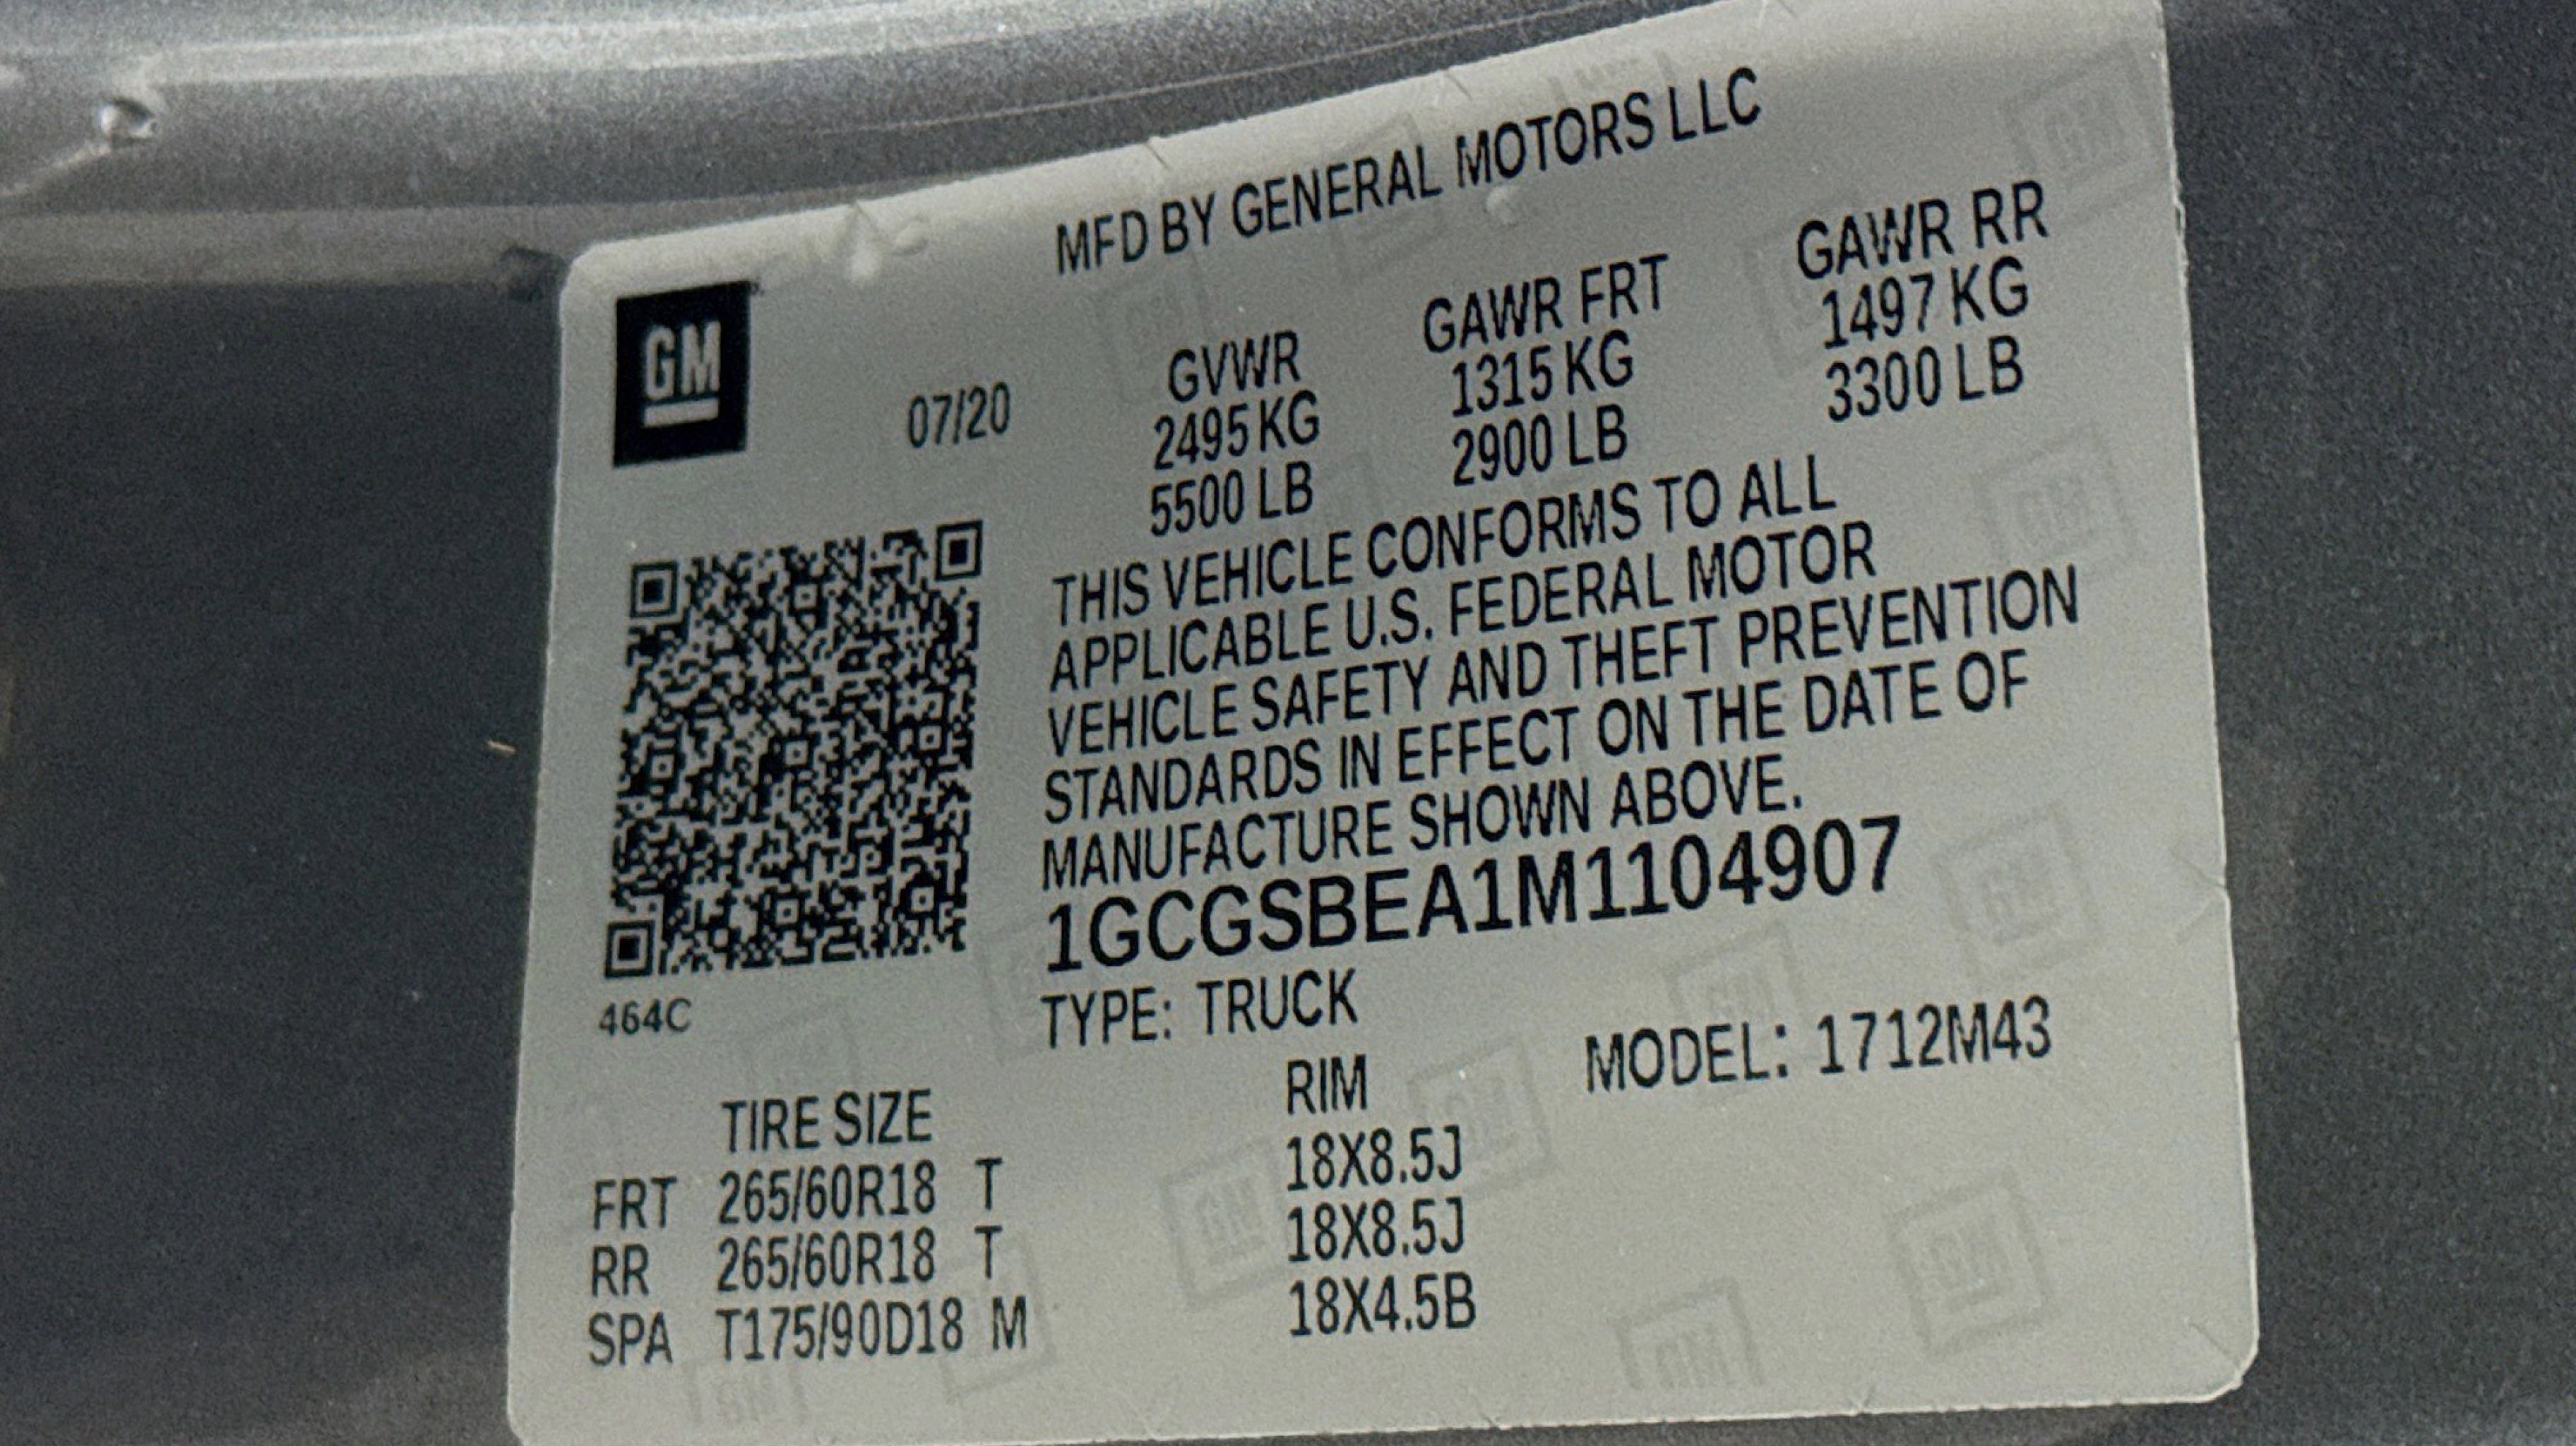 MFD BY GENERAL MOTORS LLC
GM
07/20
GVWR GAWR FRT GAWR RR
2495 KG 1315 KG 1497 KG
5500 LB 2900 LB 3300 LB
THIS VEHICLE CONFORMS TO ALL
APPLICABLE U.S. FEDERAL MOTOR
VEHICLE SAFETY AND THEFT PREVENTION
STANDARDS IN EFFECT ON THE DATE OF
MANUFACTURE SHOWN ABOVE.
1GCGSBEA1M1104907
464C
TYPE: TRUCK
MODEL: 1712M43
TIRE SIZE RIM
FRT 265/60R18 T 18X8.5J
RR 265/60R18 T 18X8.5J
SPA T175/90D18 M 18X4.5B